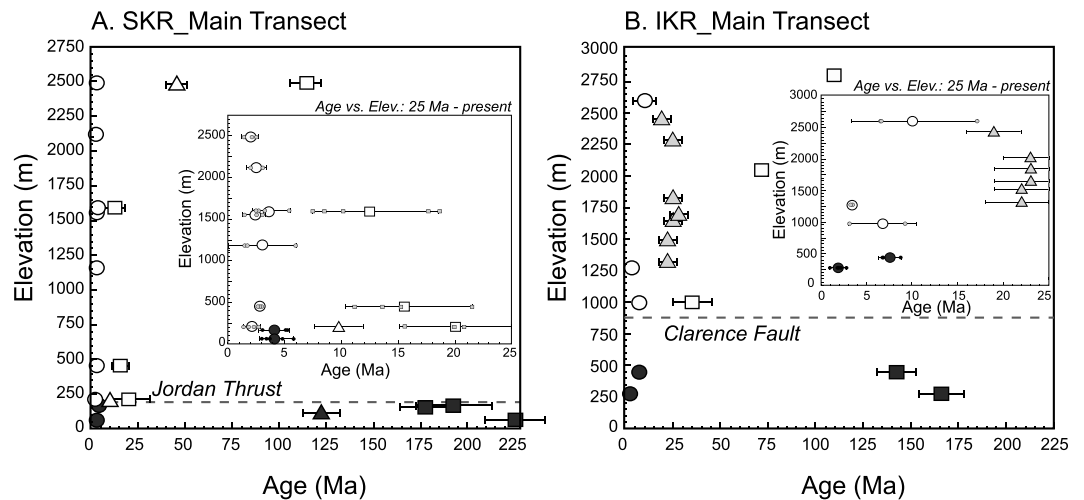 A. SKR_Main Transect
2750
2500
2250
2000
1750
1500
1250
1000
750
500
250
0
Elevation (m)
Age vs. Elev.: 25 Ma - present
2500
2000
1500
1000
500
0
Elevation (m)
0 5 10 15 20 25
Age (Ma)
Jordan Thrust
0 25 50 75 100 125 150 175 200 225
Age (Ma)
B. IKR_Main Transect
3000
2750
2500
2250
2000
1750
1500
1250
1000
750
500
250
0
Elevation (m)
Age vs. Elev.: 25 Ma - present
3000
2500
2000
1500
1000
500
0
Elevation (m)
0 5 10 15 20 25
Age (Ma)
Clarence Fault
0 25 50 75 100 125 150 175 200 225
Age (Ma)